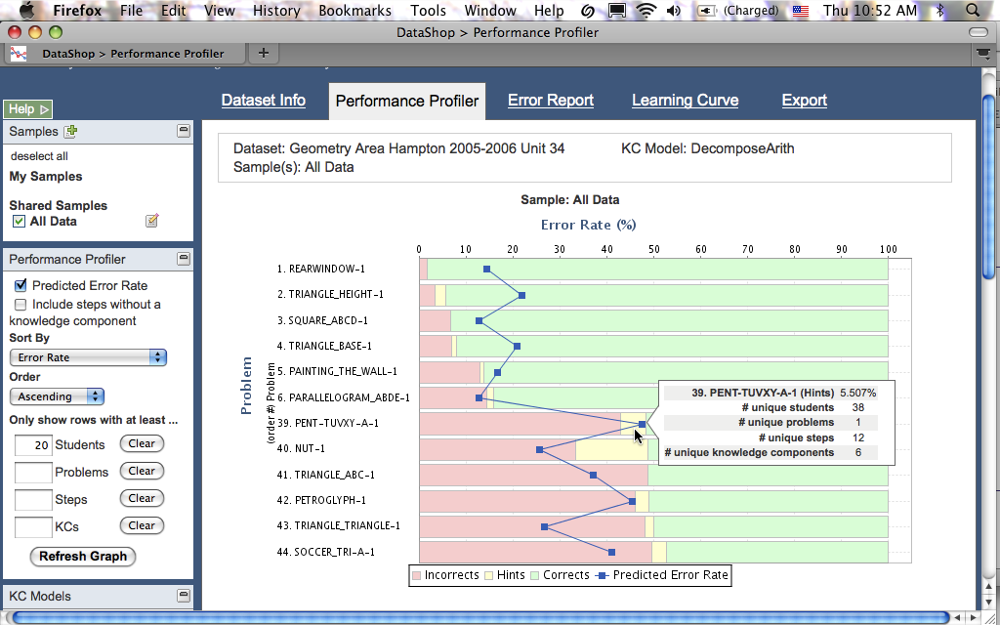 Firefox File Edit View History Bookmarks Tools Window Help (Charged) Thu 10:52 AM
DataShop > Performance Profiler
DataShop > Performance Profiler +
Help
Dataset Info Performance Profiler Error Report Learning Curve Export
Samples
deselect all
My Samples
Shared Samples
All Data
Performance Profiler
Predicted Error Rate
Include steps without a
knowledge component
Sort By
Error Rate
Order
Ascending
Only show rows with at least ...
20 Students Clear
Problems Clear
Steps Clear
KCs Clear
Refresh Graph
KC Models
Dataset: Geometry Area Hampton 2005-2006 Unit 34 KC Model: DecomposeArith
Sample(s): All Data
Sample: All Data
Error Rate (%)
0 10 20 30 40 50 60 70 80 90 100
Problem
(order #) Problem
1. REARWINDOW-1
2. TRIANGLE_HEIGHT-1
3. SQUARE_ABCD-1
4. TRIANGLE_BASE-1
5. PAINTING_THE_WALL-1
6. PARALLELOGRAM_ABDE-1
39. PENT-TUVXY-A-1
40. NUT-1
41. TRIANGLE_ABC-1
42. PETROGLYPH-1
43. TRIANGLE_TRIANGLE-1
44. SOCCER_TRI-A-1
39. PENT-TUVXY-A-1 (Hints) 5.507%
# unique students 38
# unique problems 1
# unique steps 12
# unique knowledge components 6
Incorrects Hints Corrects Predicted Error Rate